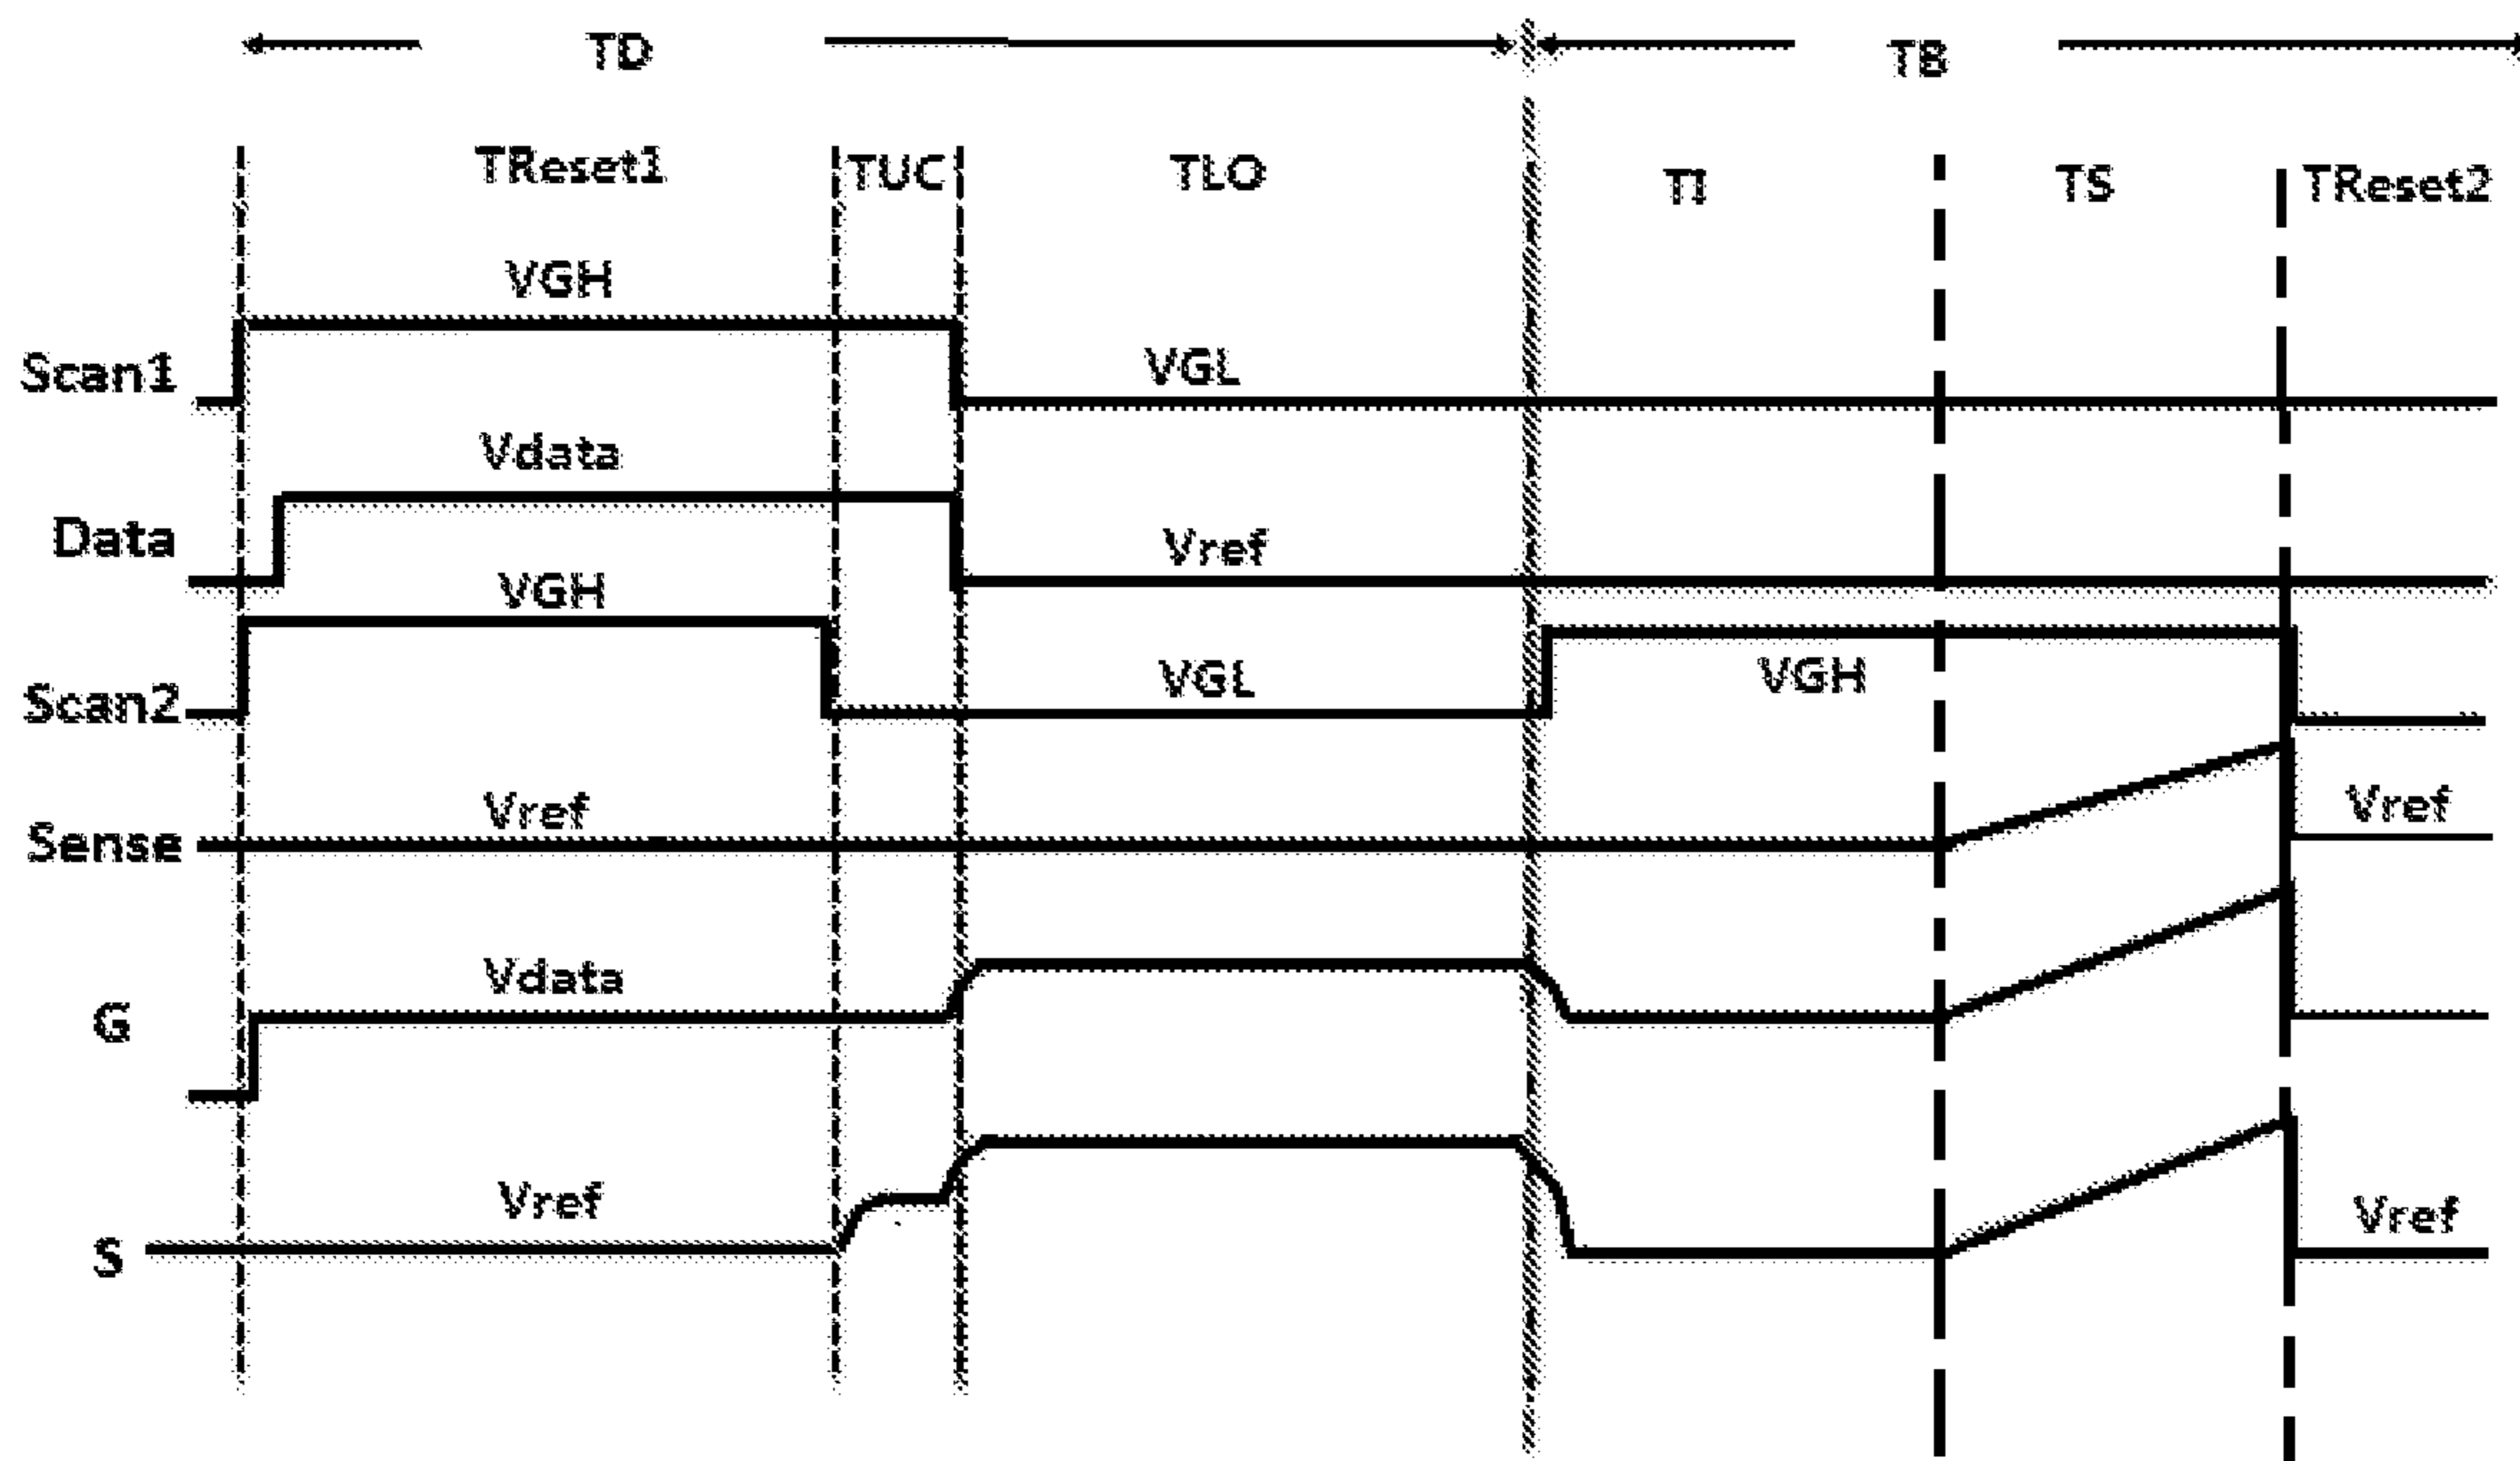 TD TB
TReset1 TUC TLO TI TS TReset2
VGH
Scan1 VGL
Vdata
Data Vref
VGH
Scan2 VGL VGH
Sense Vref Vref
Vdata
G
Vref Vref
S